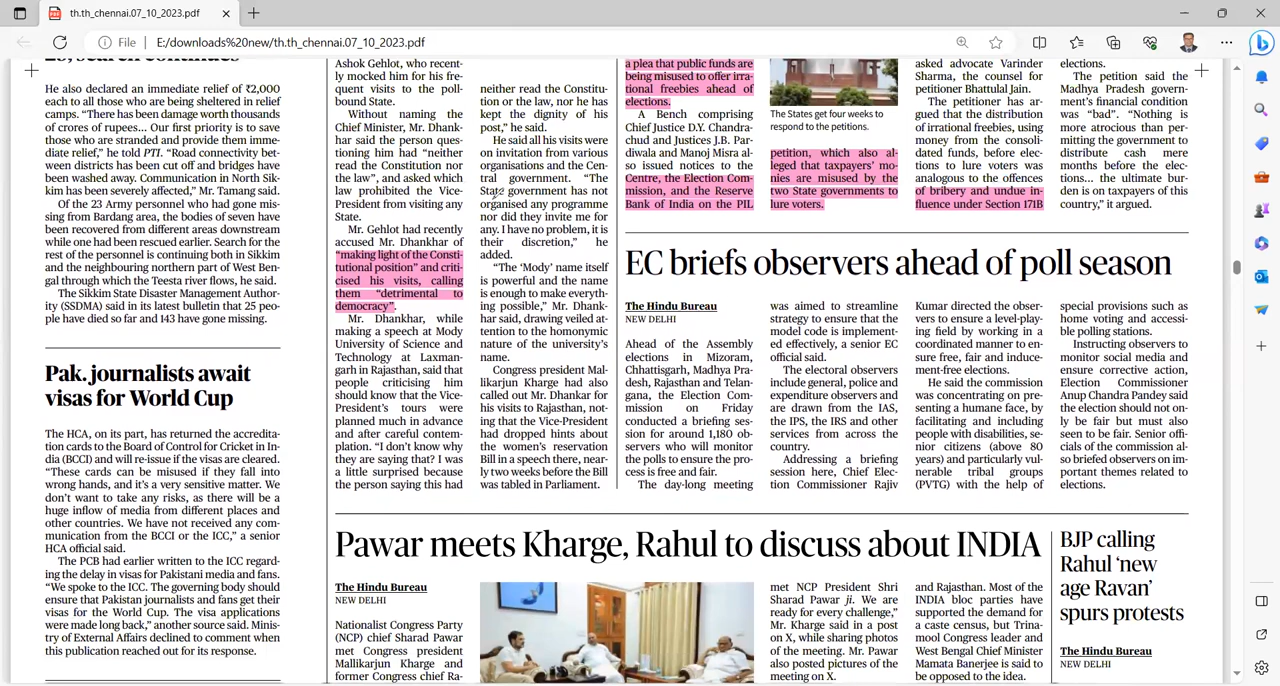 th.th_chennai.07_10_2023.pdf
File
E:/downloads%20new/th.th_chennai.07_10_2023.pdf
He also declared an immediate relief of ₹2,000
each to all those who are being sheltered in relief
camps. “There has been damage worth thousands
of crores of rupees... Our first priority is to save
those who are stranded and provide them imme-
diate relief,” he told PTI. “Road connectivity bet-
ween districts has been cut off and bridges have
been washed away. Communication in North Sik-
kim has been severely affected,” Mr. Tamang said.
Of the 23 Army personnel who had gone mis-
sing from Bardang area, the bodies of seven have
been recovered from different areas downstream
while one had been rescued earlier. Search for the
rest of the personnel is continuing both in Sikkim
and the neighbouring northern part of West Ben-
gal through which the Teesta river flows, he said.
The Sikkim State Disaster Management Author-
ity (SSDMA) said in its latest bulletin that 25 peo-
ple have died so far and 143 have gone missing.
Pak. journalists await
visas for World Cup
The HCA, on its part, has returned the accredita-
tion cards to the Board of Control for Cricket in In-
dia (BCCI) and will re-issue if the visas are cleared.
“These cards can be misused if they fall into
wrong hands, and it’s a very sensitive matter. We
don’t want to take any risks, as there will be a
huge inflow of media from different places and
other countries. We have not received any com-
munication from the BCCI or the ICC,” a senior
HCA official said.
The PCB had earlier written to the ICC regard-
ing the delay in visas for Pakistani media and fans.
“We spoke to the ICC. The governing body should
ensure that Pakistan journalists and fans get their
visas for the World Cup. The visa applications
were made long back,” another source said. Minis-
try of External Affairs declined to comment when
this publication reached out for its response.
Ashok Gehlot, who recent-
ly mocked him for his fre-
quent visits to the poll-
bound State.
Without naming the
Chief Minister, Mr. Dhank-
har said the person ques-
tioning him had “neither
read the Constitution nor
the law”, and asked which
law prohibited the Vice-
President from visiting any
State.
Mr. Gehlot had recently
accused Mr. Dhankhar of
“making light of the Consti-
tutional position” and criti-
cised his visits, calling
them “detrimental to
democracy”.
Mr. Dhankhar, while
making a speech at Mody
University of Science and
Technology at Laxman-
garh in Rajasthan, said that
people criticising him
should know that the Vice-
President’s tours were
planned much in advance
and after careful contem-
plation. “I don’t know why
they are saying that? I was
a little surprised because
the person saying this had
neither read the Constitu-
tion or the law, nor he has
kept the dignity of his
post,” he said.
He said all his visits were
on invitation from various
organisations and the Cen-
tral government. “The
State government has not
organised any programme
nor did they invite me for
any. I have no problem, it is
their discretion,” he
added.
“The ‘Mody’ name itself
is powerful and the name
is enough to make everyth-
ing possible,” Mr. Dhank-
har said, drawing veiled at-
tention to the homonymic
nature of the university’s
name.
Congress president Mal-
likarjun Kharge had also
called out Mr. Dhankar for
his visits to Rajasthan, not-
ing that the Vice-President
had dropped hints about
the women’s reservation
Bill in a speech there, near-
ly two weeks before the Bill
was tabled in Parliament.
a plea that public funds are
being misused to offer irra-
tional freebies ahead of
elections.
A Bench comprising
Chief Justice D.Y. Chandra-
chud and Justices J.B. Par-
diwala and Manoj Misra al-
so issued notices to the
Centre, the Election Com-
mission, and the Reserve
Bank of India on the PIL
The States get four weeks to
respond to the petitions.
petition, which also al-
leged that taxpayers’ mo-
nies are misused by the
two State governments to
lure voters.
asked advocate Varinder
Sharma, the counsel for
petitioner Bhattulal Jain.
The petitioner has ar-
gued that the distribution
of irrational freebies, using
money from the consoli-
dated funds, before elec-
tions to lure voters was
analogous to the offences
of bribery and undue in-
fluence under Section 171B
elections.
The petition said the
Madhya Pradesh govern-
ment’s financial condition
was “bad”. “Nothing is
more atrocious than per-
mitting the government to
distribute cash mere
months before the elec-
tions... the ultimate bur-
den is on taxpayers of this
country,” it argued.
EC briefs observers ahead of poll season
The Hindu Bureau
NEW DELHI
Ahead of the Assembly
elections in Mizoram,
Chhattisgarh, Madhya Pra-
desh, Rajasthan and Telan-
gana, the Election Com-
mission on Friday
conducted a briefing ses-
sion for around 1,180 ob-
servers who will monitor
the polls to ensure the pro-
cess is free and fair.
The day-long meeting
was aimed to streamline
strategy to ensure that the
model code is implement-
ed effectively, a senior EC
official said.
The electoral observers
include general, police and
expenditure observers and
are drawn from the IAS,
the IPS, the IRS and other
services from across the
country.
Addressing a briefing
session here, Chief Elec-
tion Commissioner Rajiv
Kumar directed the obser-
vers to ensure a level-play-
ing field by working in a
coordinated manner to en-
sure free, fair and induce-
ment-free elections.
He said the commission
was concentrating on pre-
senting a humane face, by
facilitating and including
people with disabilities, se-
nior citizens (above 80
years) and particularly vul-
nerable tribal groups
(PVTG) with the help of
special provisions such as
home voting and accessi-
ble polling stations.
Instructing observers to
monitor social media and
ensure corrective action,
Election Commissioner
Anup Chandra Pandey said
the election should not on-
ly be fair but must also
seen to be fair. Senior offi-
cials of the commission al-
so briefed observers on im-
portant themes related to
elections.
Pawar meets Kharge, Rahul to discuss about INDIA
The Hindu Bureau
NEW DELHI
Nationalist Congress Party
(NCP) chief Sharad Pawar
met Congress president
Mallikarjun Kharge and
former Congress chief Ra-
met NCP President Shri
Sharad Pawar ji. We are
ready for every challenge,”
Mr. Kharge said in a post
on X, while sharing photos
of the meeting. Mr. Pawar
also posted pictures of the
meeting on X.
and Rajasthan. Most of the
INDIA bloc parties have
supported the demand for
a caste census, but Trina-
mool Congress leader and
West Bengal Chief Minister
Mamata Banerjee is said to
be opposed to the idea.
BJP calling
Rahul ‘new
age Ravan’
spurs protests
The Hindu Bureau
NEW DELHI